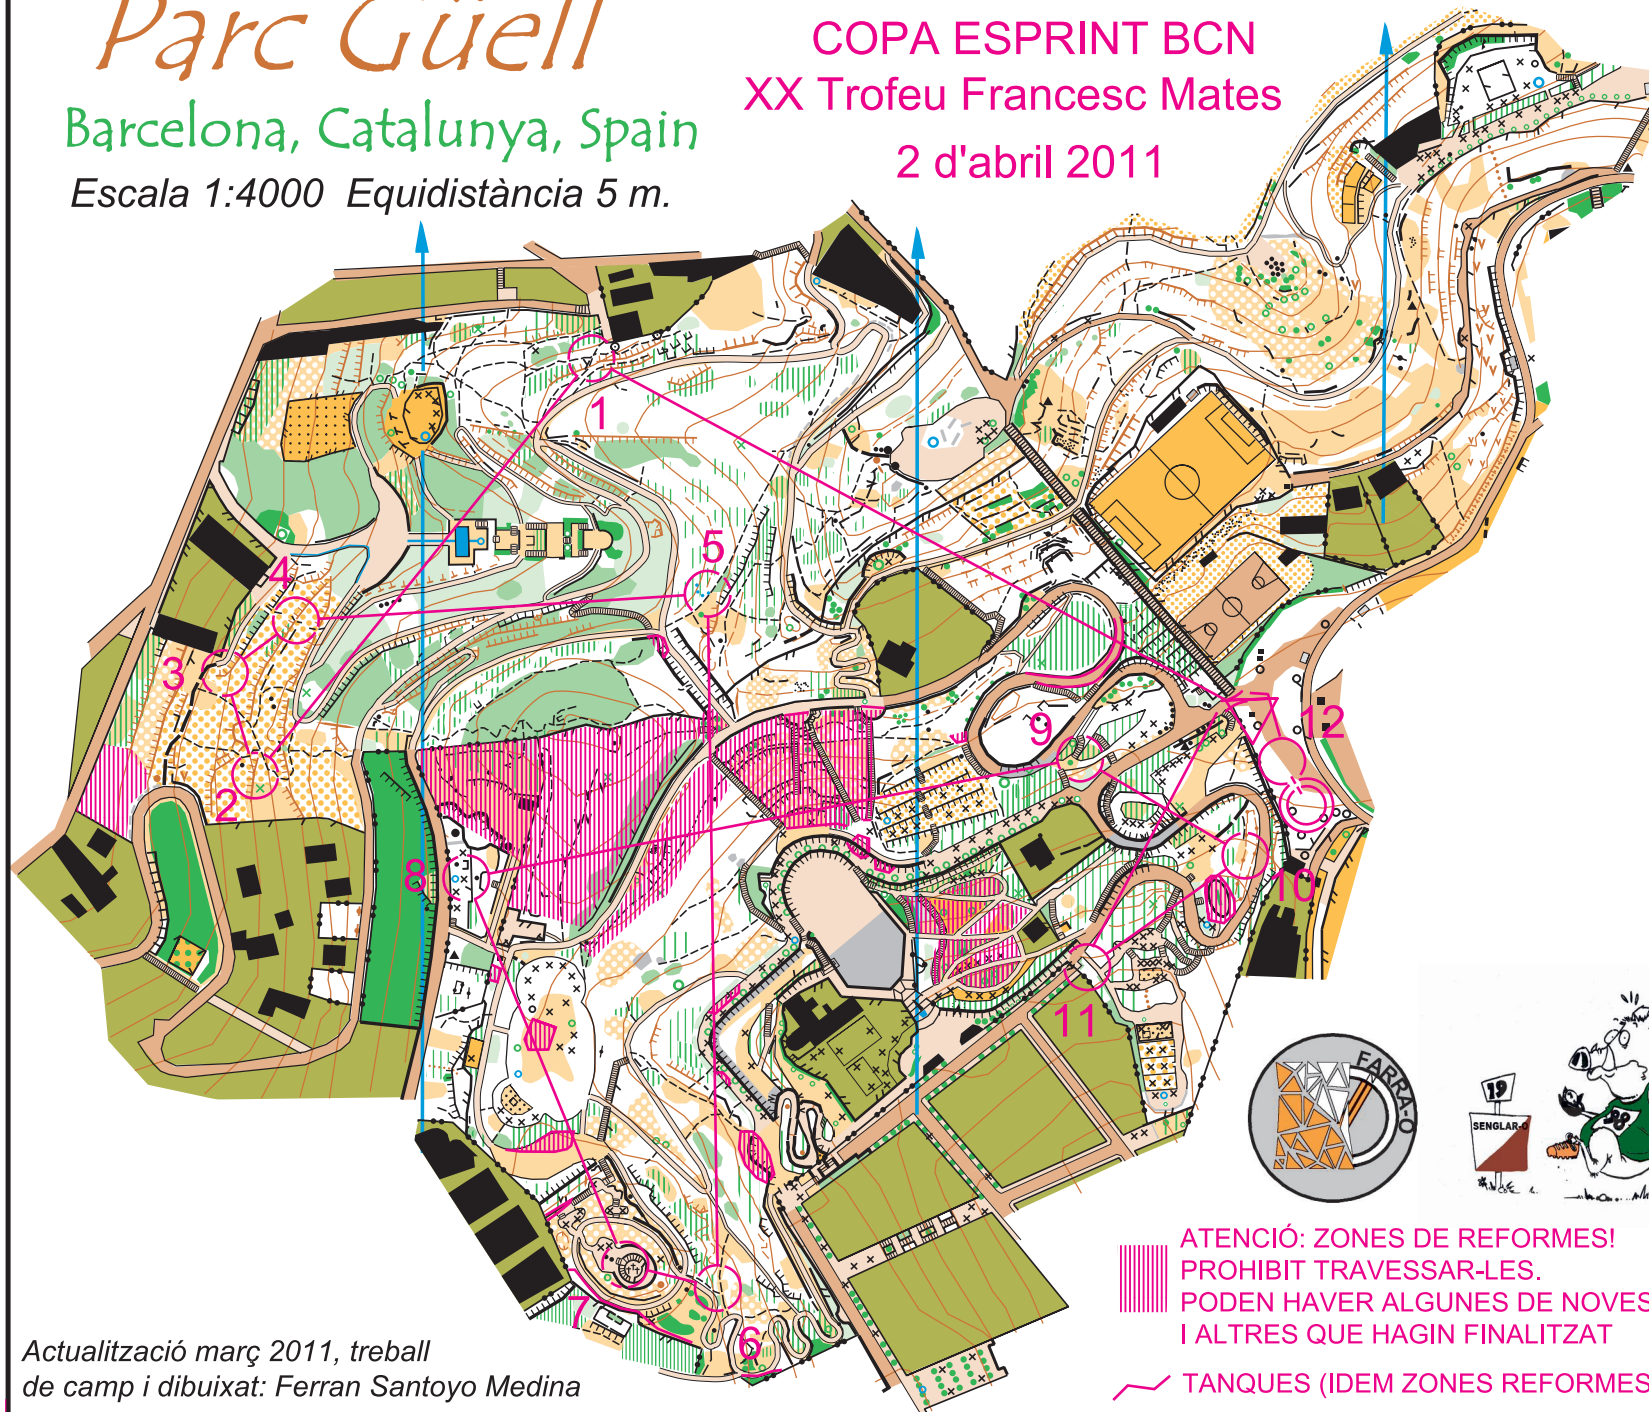 Parc Güell
Barcelona, Catalunya, Spain
Escala 1:4000 Equidistància 5 m.
COPA ESPRINT BCN
XX Trofeu Francesc Mates
2 d'abril 2011
1
5
4
3
2
9
12
8
10
11
7
6
FARRA-O
19
88
SENGLAR-O
ATENCIÓ: ZONES DE REFORMES!
PROHIBIT TRAVESSAR-LES.
PODEN HAVER ALGUNES DE NOVES
I ALTRES QUE HAGIN FINALITZAT
TANQUES (IDEM ZONES REFORMES
Actualització març 2011, treball
de camp i dibuixat: Ferran Santoyo Medina